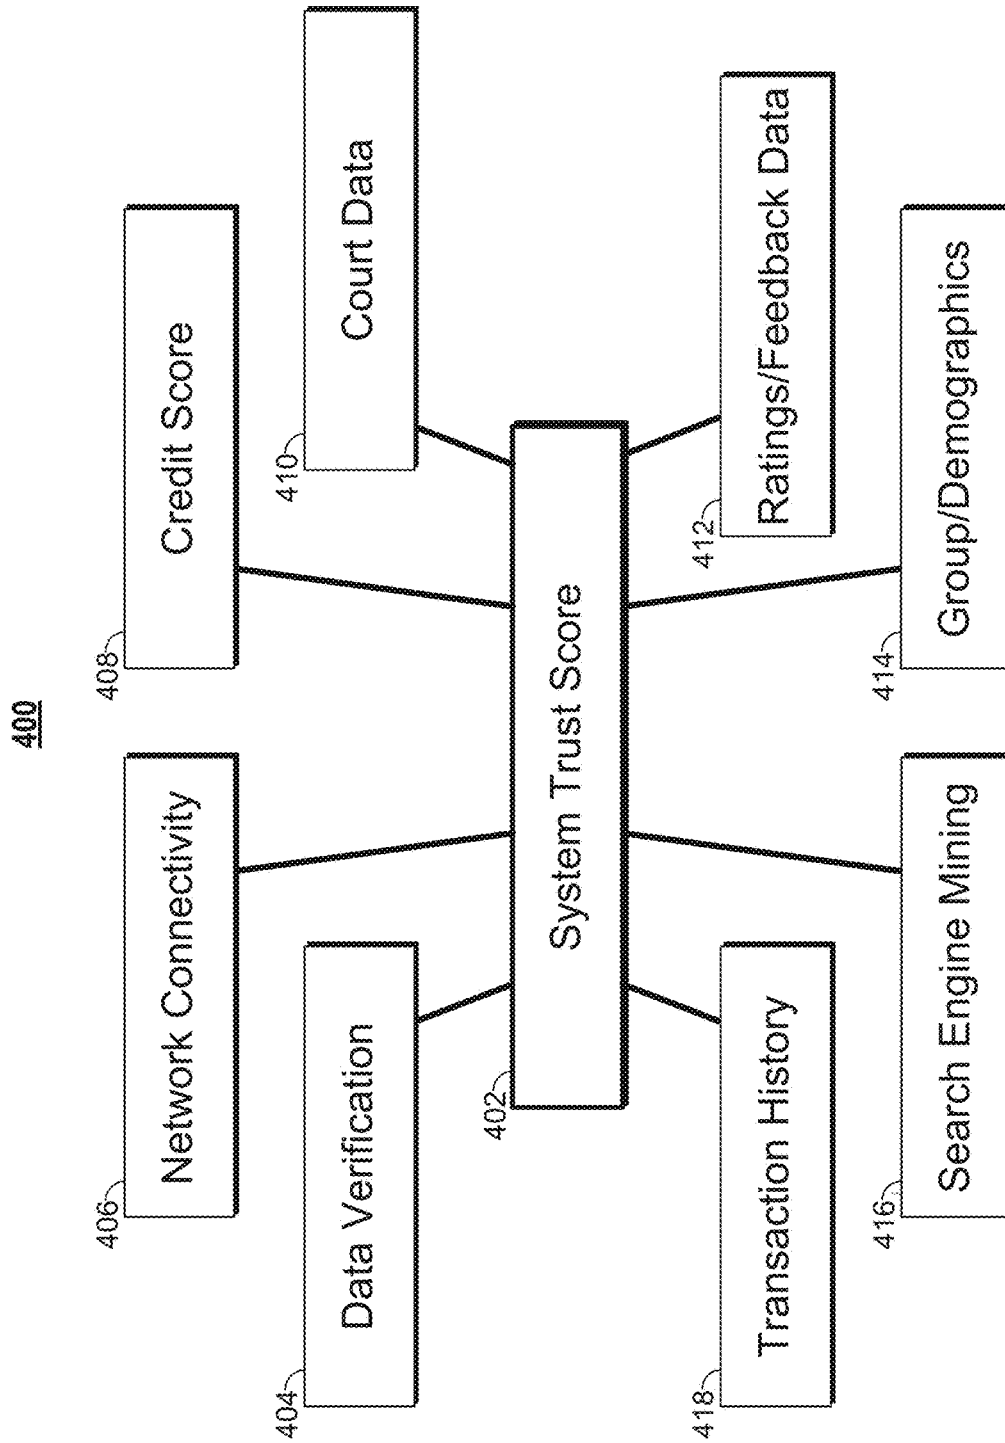 400
406
Network Connectivity
408
Credit Score
404
Data Verification
410
Court Data
402
System Trust Score
418
Transaction History
412
Ratings/Feedback Data
416
Search Engine Mining
414
Group/Demographics